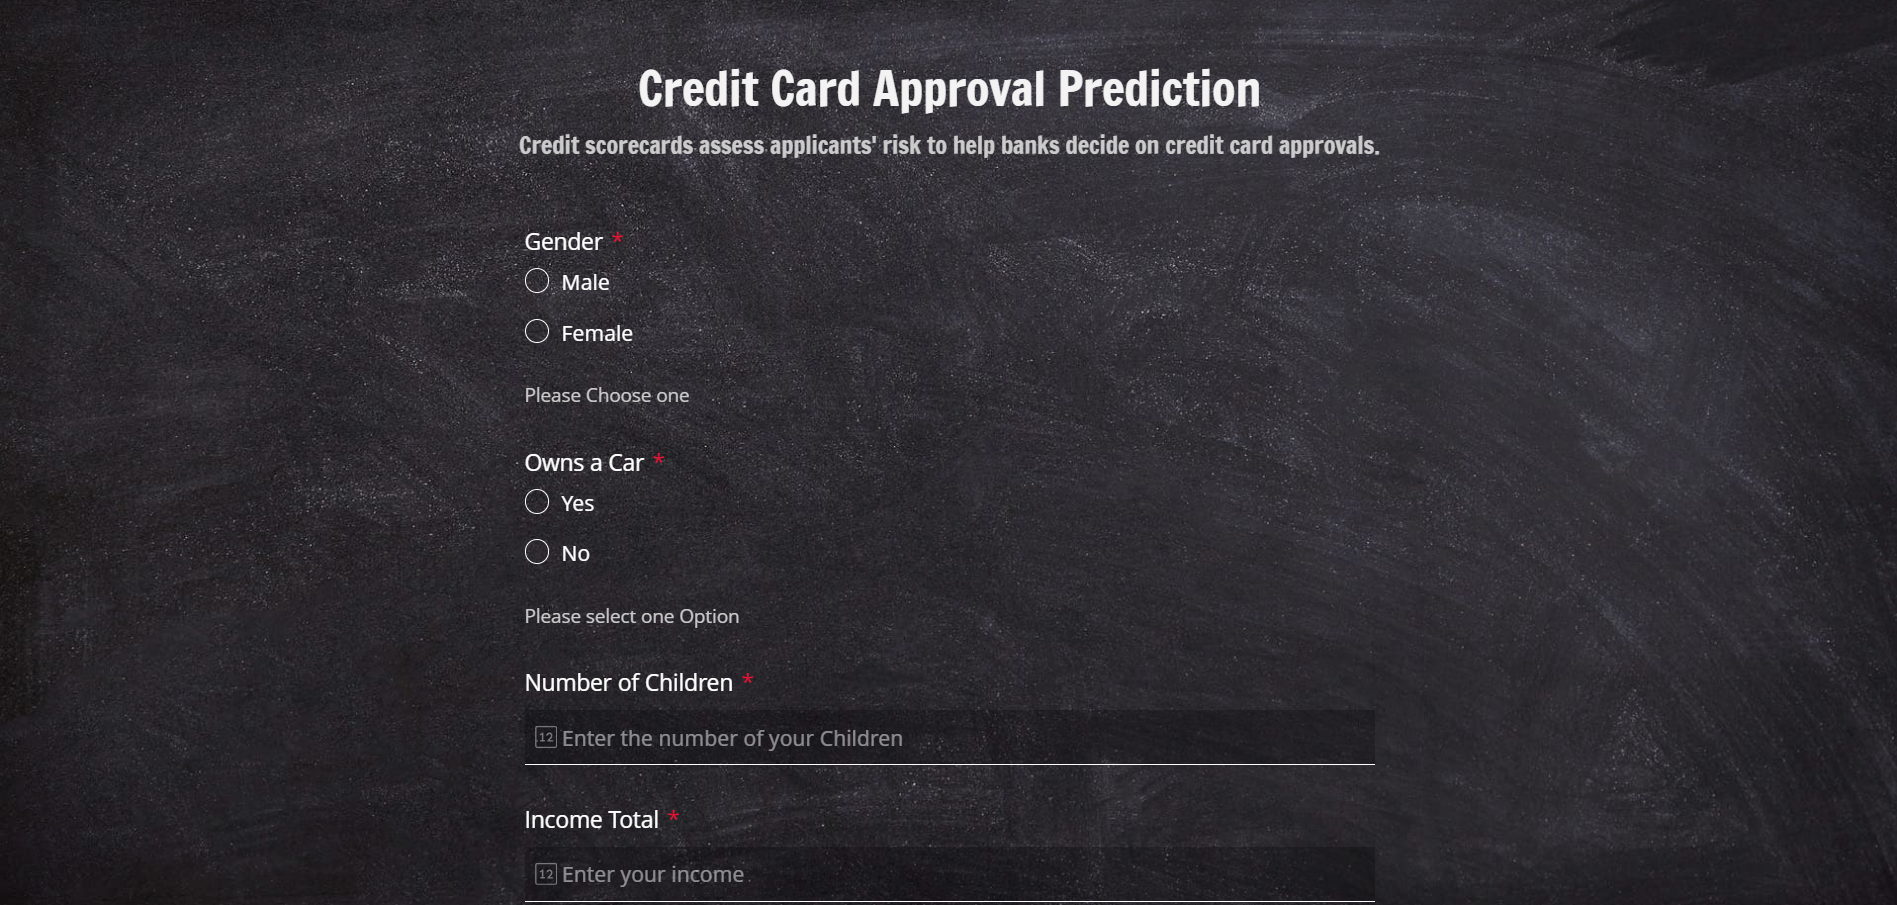 Credit Card Approval Prediction
Credit scorecards assess applicants' risk to help banks decide on credit card approvals.
Gender *
Male
Female
Please Choose one
Owns a Car *
Yes
No
Please select one Option
Number of Children *
12 Enter the number of your Children
Income Total *
12 Enter your income